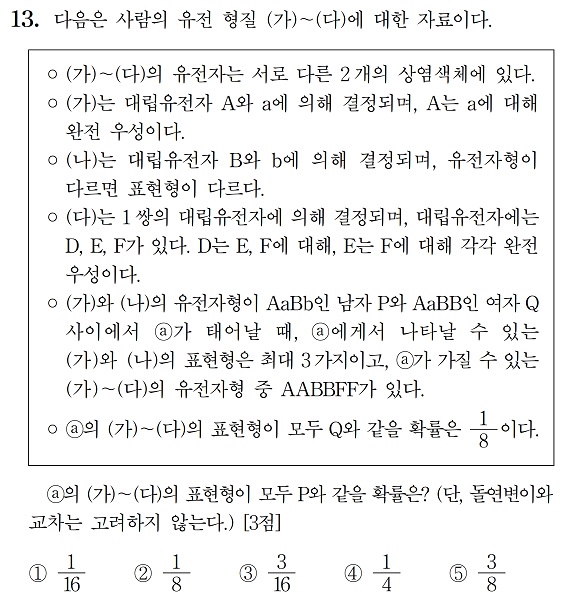 13. 다음은 사람의 유전 형질 (가)~(다)에 대한 자료이다.
○ (가)~(다)의 유전자는 서로 다른 2개의 상염색체에 있다.
○ (가)는 대립유전자 A와 a에 의해 결정되며, A는 a에 대해
완전 우성이다.
○ (나)는 대립유전자 B와 b에 의해 결정되며, 유전자형이
다르면 표현형이 다르다.
○ (다)는 1쌍의 대립유전자에 의해 결정되며, 대립유전자에는
D, E, F가 있다. D는 E, F에 대해, E는 F에 대해 각각 완전
우성이다.
○ (가)와 (나)의 유전자형이 AaBb인 남자 P와 AaBB인 여자 Q
사이에서 ⓐ가 태어날 때, ⓐ에게서 나타날 수 있는
(가)와 (나)의 표현형은 최대 3가지이고, ⓐ가 가질 수 있는
(가)~(다)의 유전자형 중 AABBFF가 있다.
○ ⓐ의 (가)~(다)의 표현형이 모두 Q와 같을 확률은 1/8이다.
ⓐ의 (가)~(다)의 표현형이 모두 P와 같을 확률은? (단, 돌연변이와
교차는 고려하지 않는다.) [3점]
① 1/16 ② 1/8 ③ 3/16 ④ 1/4 ⑤ 3/8